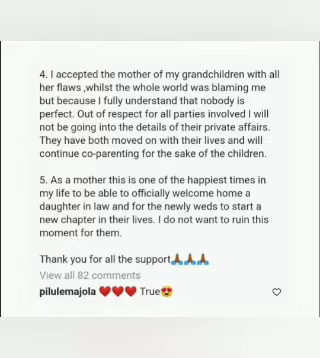 4. I accepted the mother of my grandchildren with all
her flaws ,whilst the whole world was blaming me
but because I fully understand that nobody is
perfect. Out of respect for all parties involved I will
not be going into the details of their private affairs.
They have both moved on with their lives and will
continue co-parenting for the sake of the children.
5. As a mother this is one of the happiest times in
my life to be able to officially welcome home a
daughter in law and for the newly weds to start a
new chapter in their lives. I do not want to ruin this
moment for them.
Thank you for all the support🙏🏾🙏🏾🙏🏾
View all 82 comments
pilulemajola ❤️❤️❤️ True😍